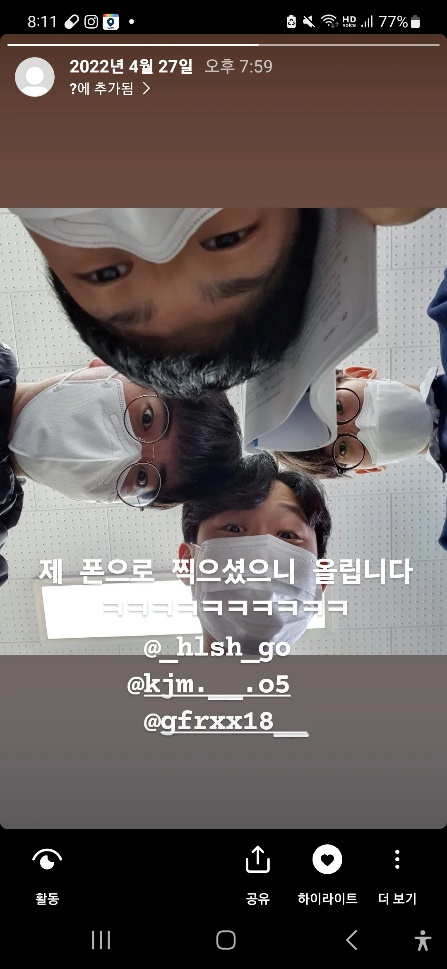 8:11 HD voice 77%
2022년 4월 27일 오후 7:59
?에 추가됨 >
제 폰으로 찍으셨으니 올립니다
ㅋㅋㅋㅋㅋㅋㅋㅋㅋㅋ
@_hlsh_go
@kjm.__.o5
@gfrxx18__
활동 공유 하이라이트 더 보기